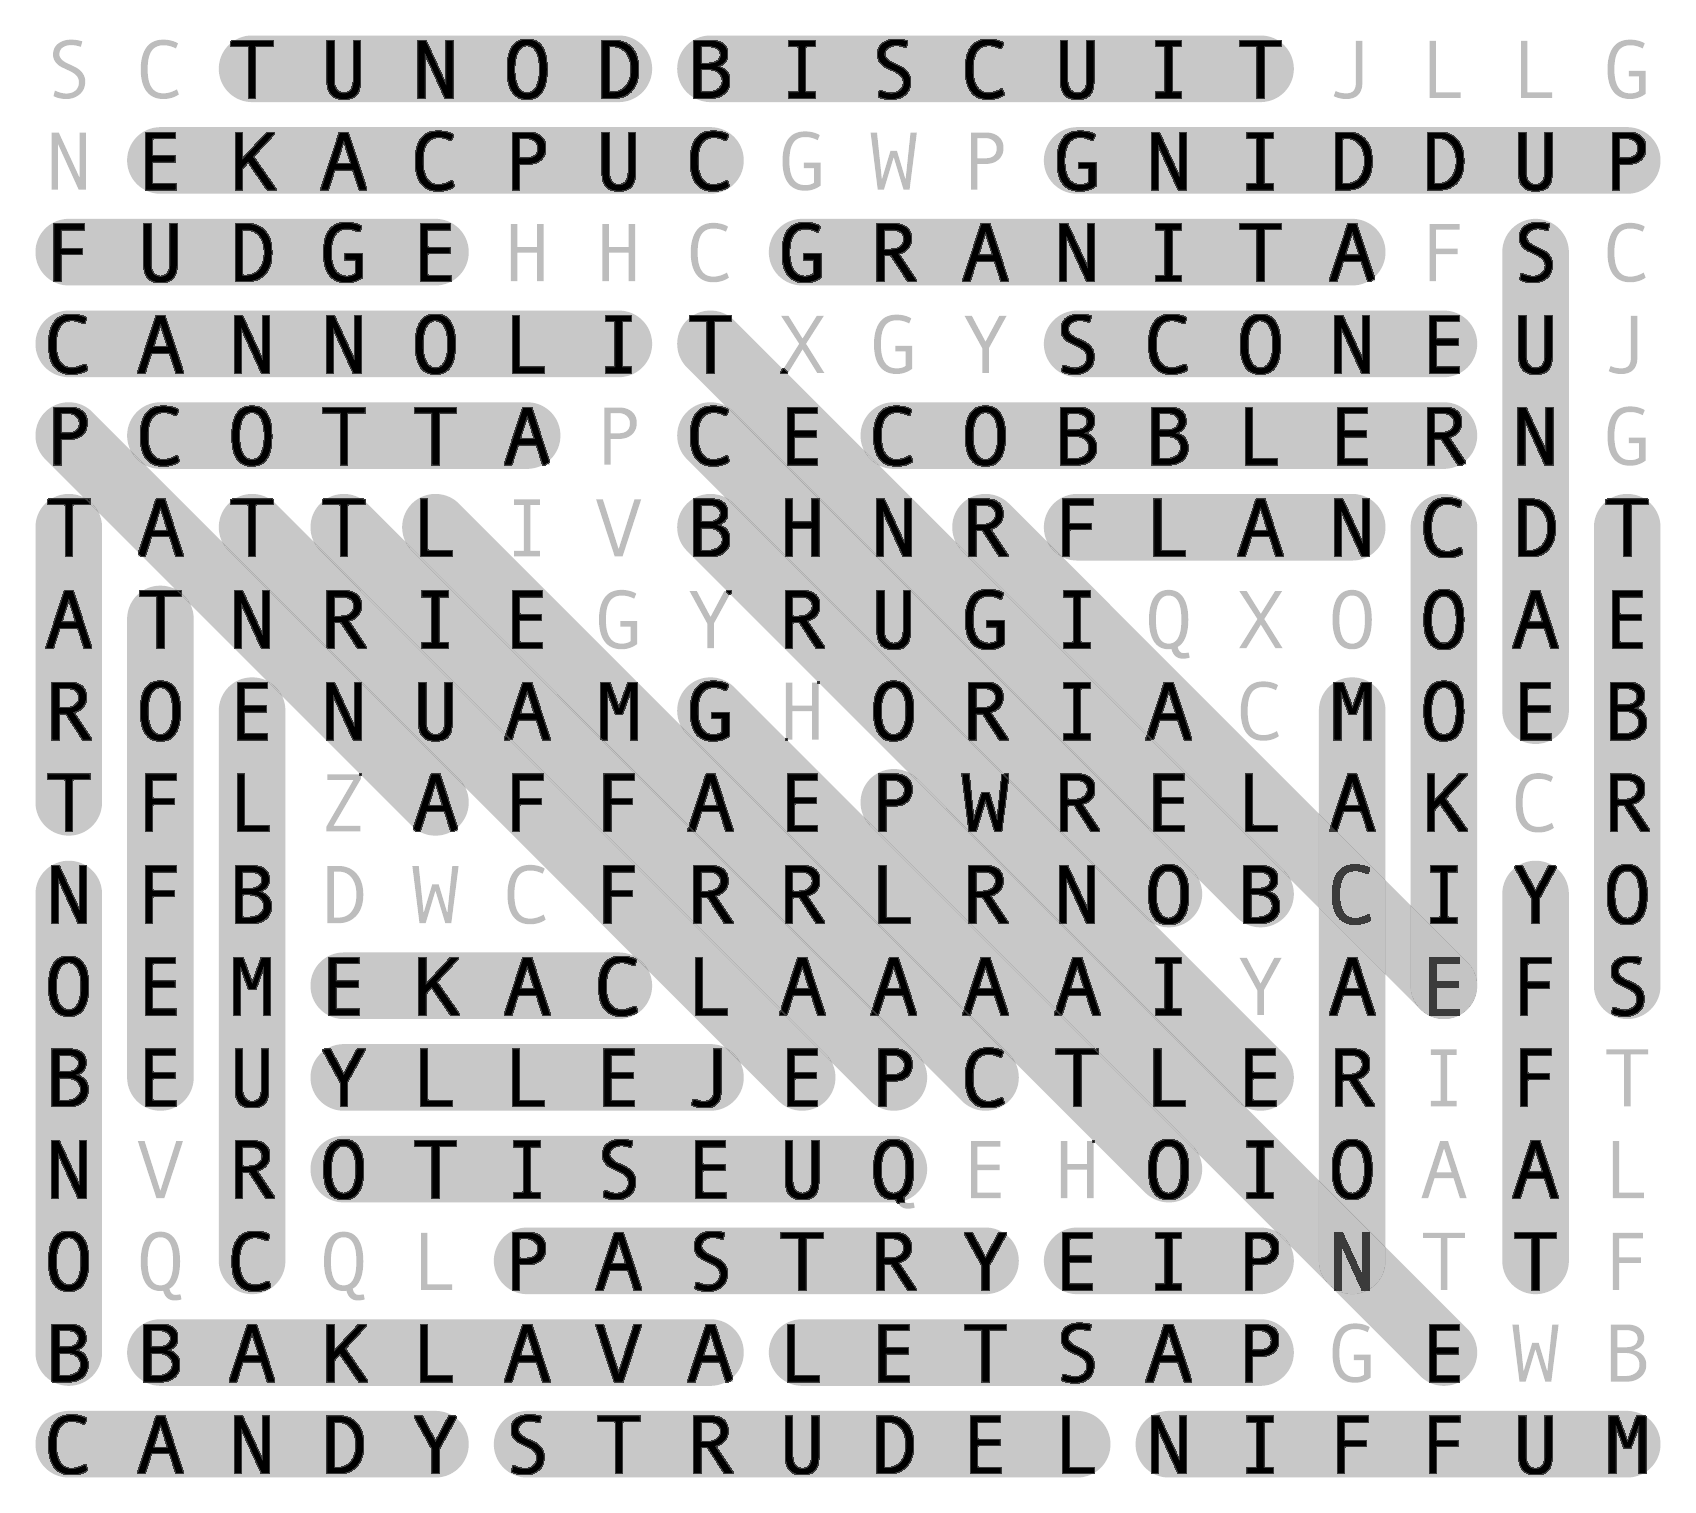 S C T U N O D B I S C U I T J L L G
N E K A C P U C G W P G N I D D U P
F U D G E H H C G R A N I T A F S C
C A N N O L I T X G Y S C O N E U J
P C O T T A P C E C O B B L E R N G
T A T T L I V B H N R F L A N C D T
A T N R I E G Y R U G I Q X O O A E
R O E N U A M G H O R I A C M O E B
T F L Z A F F A E P W R E L A K C R
N F B D W C F R R L R N O B C I Y O
O E M E K A C L A A A A I Y A E F S
B E U Y L L E J E P C T L E R I F T
N V R O T I S E U Q E H O I O A A L
O Q C Q L P A S T R Y E I P N T T F
B B A K L A V A L E T S A P G E W B
C A N D Y S T R U D E L N I F F U M